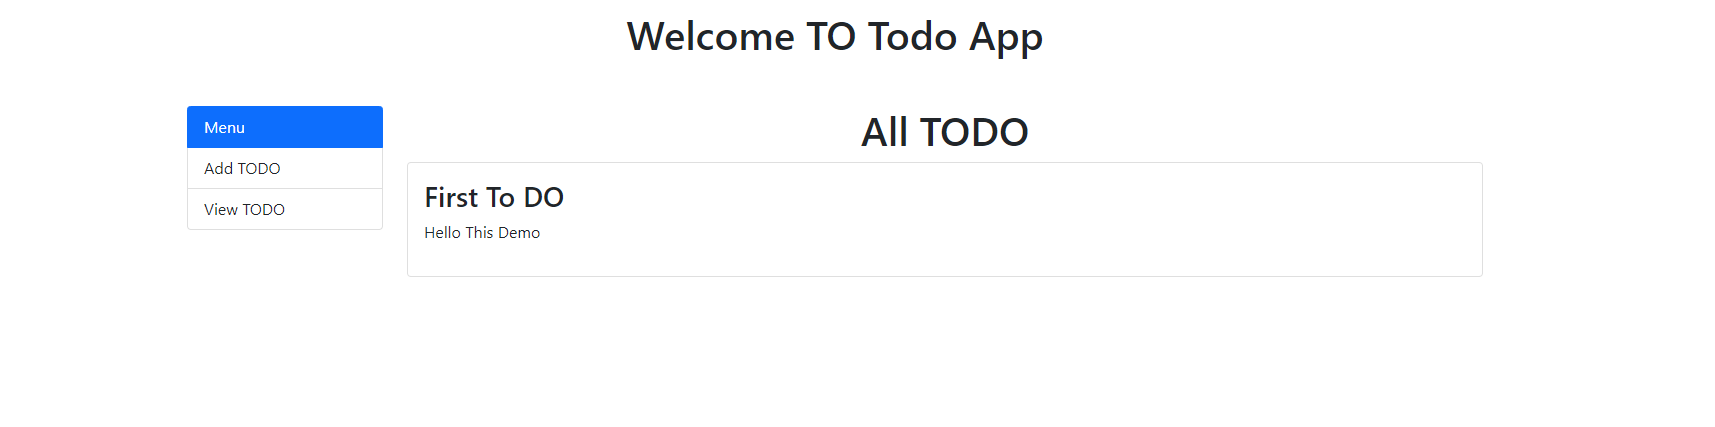 Welcome TO Todo App
Menu
Add TODO
View TODO
All TODO
First To DO
Hello This Demo